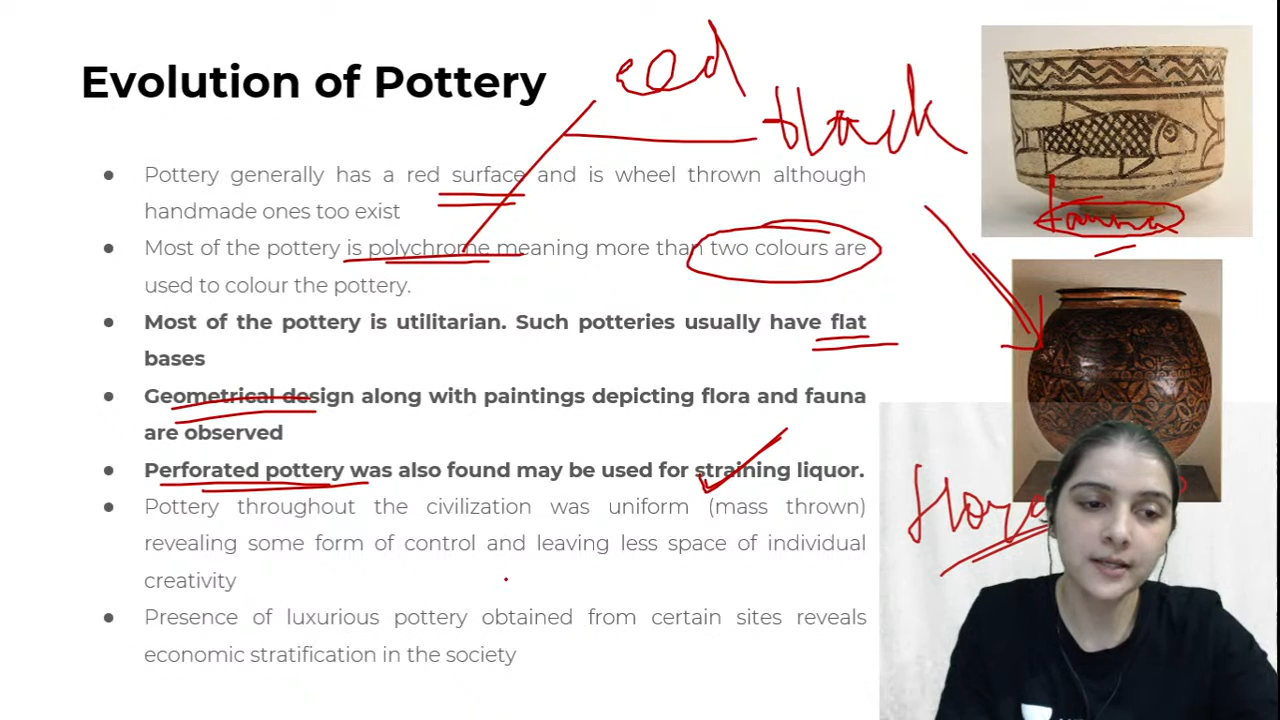 Evolution of Pottery
red
black
● Pottery generally has a red surface and is wheel thrown although
handmade ones too exist
● Most of the pottery is polychrome meaning more than two colours are
used to colour the pottery.
● Most of the pottery is utilitarian. Such potteries usually have flat
bases
● Geometrical design along with paintings depicting flora and fauna
are observed
● Perforated pottery was also found may be used for straining liquor.
● Pottery throughout the civilization was uniform (mass thrown)
revealing some form of control and leaving less space of individual
creativity
● Presence of luxurious pottery obtained from certain sites reveals
economic stratification in the society
fauna
flora